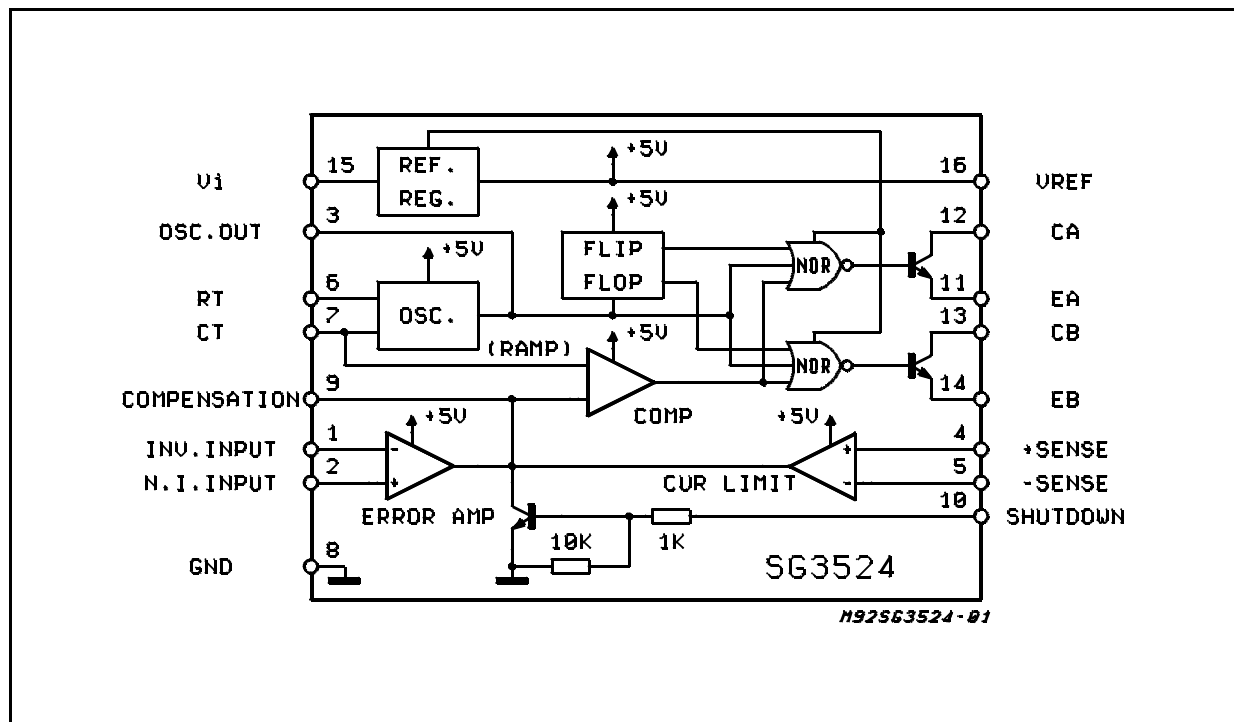 +5V
15 REF. 16
Vi VREF
REG.
+5V
3 12
OSC.OUT CA
+5V FLIP NOR
6 FLOP 11
RT EA
OSC.
7 13
CT +5V CB
(RAMP)
NOR
9 14
COMPENSATION COMP EB
+5V +5V
1 4
INV.INPUT - + +SENSE
2 5
N.I.INPUT + CUR LIMIT - -SENSE
10
ERROR AMP SHUTDOWN
10K 1K
8
GND SG3524
M92SG3524-01